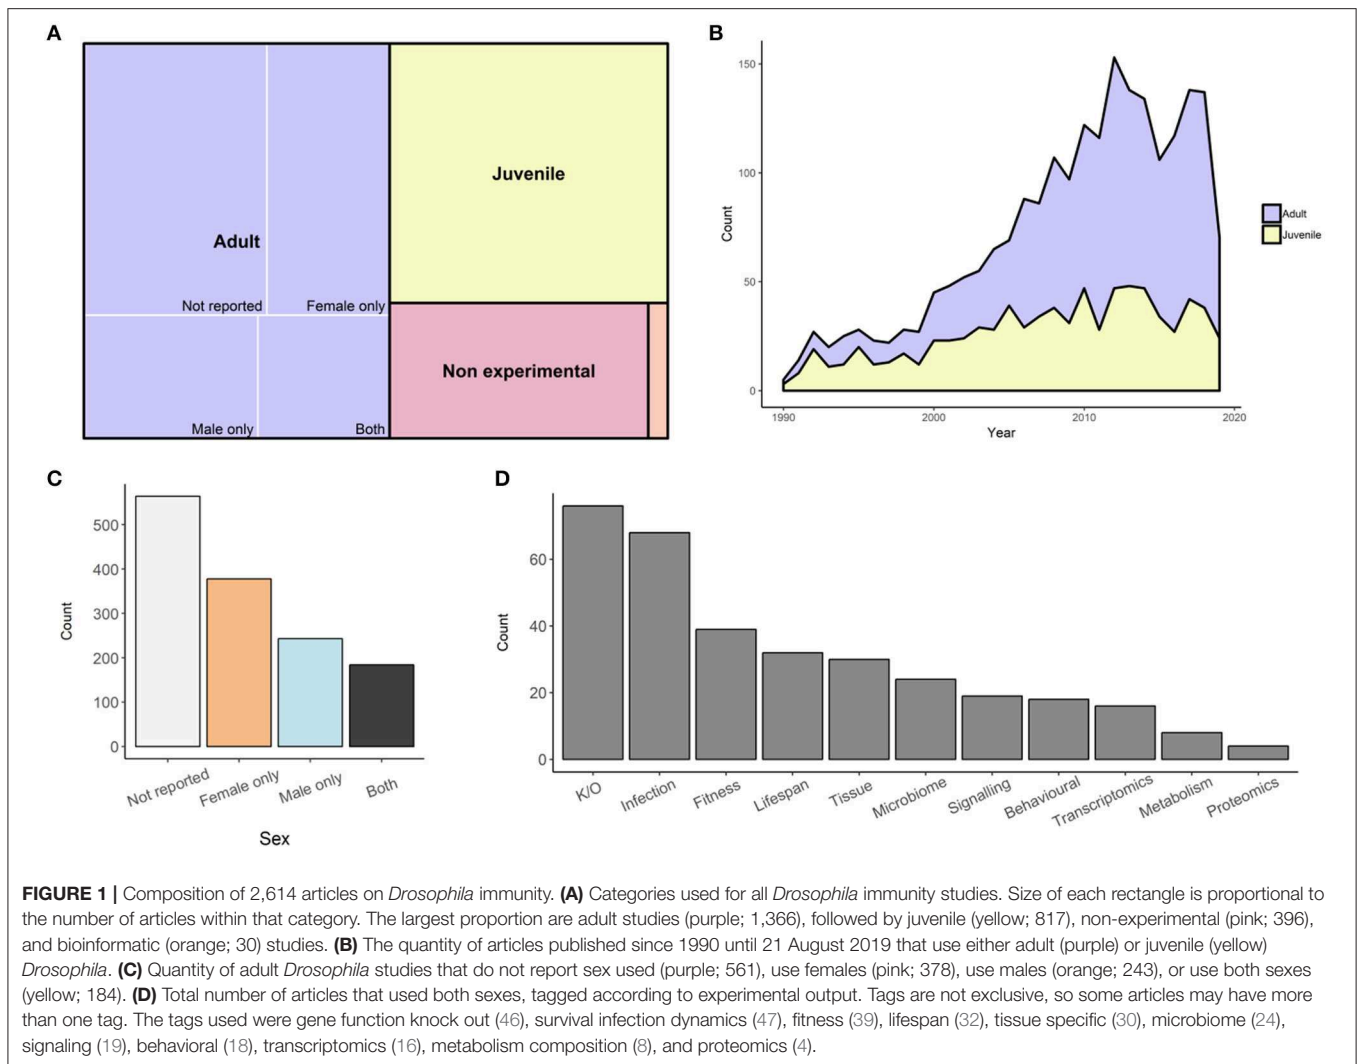 A
Adult
Not reported
Female only
Male only
Both
Juvenile
Non experimental
B
150
100
50
0
Count
1990
2000
2010
2020
Year
Adult
Juvenile
C
500
400
300
200
100
0
Count
Not reported
Female only
Male only
Both
Sex
D
60
40
20
0
Count
K/O
Infection
Fitness
Lifespan
Tissue
Microbiome
Signalling
Behavioural
Transcriptomics
Metabolism
Proteomics
FIGURE 1 | Composition of 2,614 articles on Drosophila immunity. (A) Categories used for all Drosophila immunity studies. Size of each rectangle is proportional to
the number of articles within that category. The largest proportion are adult studies (purple; 1,366), followed by juvenile (yellow; 817), non-experimental (pink; 396),
and bioinformatic (orange; 30) studies. (B) The quantity of articles published since 1990 until 21 August 2019 that use either adult (purple) or juvenile (yellow)
Drosophila. (C) Quantity of adult Drosophila studies that do not report sex used (purple; 561), use females (pink; 378), use males (orange; 243), or use both sexes
(yellow; 184). (D) Total number of articles that used both sexes, tagged according to experimental output. Tags are not exclusive, so some articles may have more
than one tag. The tags used were gene function knock out (46), survival infection dynamics (47), fitness (39), lifespan (32), tissue specific (30), microbiome (24),
signaling (19), behavioral (18), transcriptomics (16), metabolism composition (8), and proteomics (4).